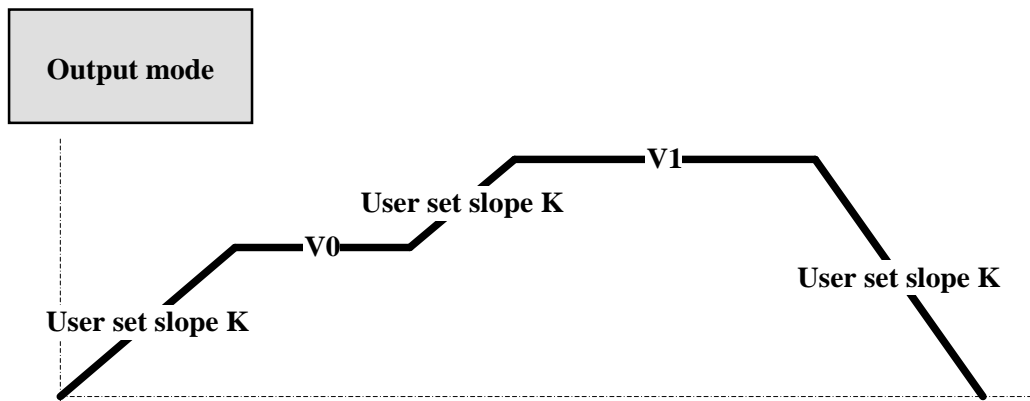 Output mode
V1
User set slope K
V0
User set slope K
User set slope K